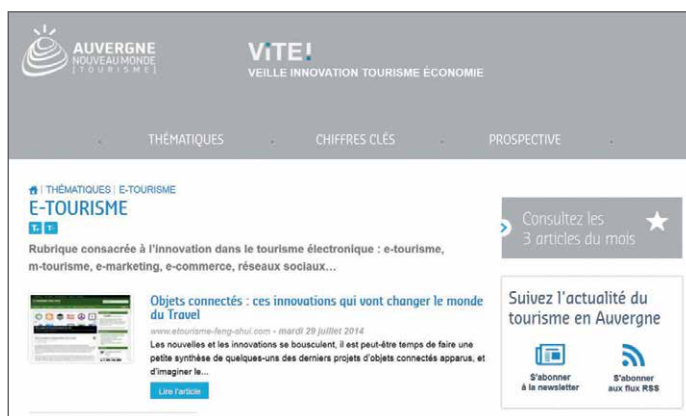 AUVERGNE
NOUVEAU MONDE
[TOURISME]
ViTE!
VEILLE INNOVATION TOURISME ÉCONOMIE
THÉMATIQUES
CHIFFRES CLÉS
PROSPECTIVE
| THÉMATIQUES | E-TOURISME
E-TOURISME
Rubrique consacrée à l'innovation dans le tourisme électronique : e-tourisme,
m-tourisme, e-marketing, e-commerce, réseaux sociaux…
Objets connectés : ces innovations qui vont changer le monde
du Travel
www.etourisme-feng-shui.com - mardi 29 juillet 2014
Les nouvelles et les innovations se bousculent, il est peut-être temps de faire une
petite synthèse de quelques-uns des derniers projets d'objets connectés apparus, et
d'imaginer le...
Lire l'article
Consultez les
3 articles du mois
Suivez l'actualité du
tourisme en Auvergne
S'abonner
à la newsletter
S'abonner
aux flux RSS